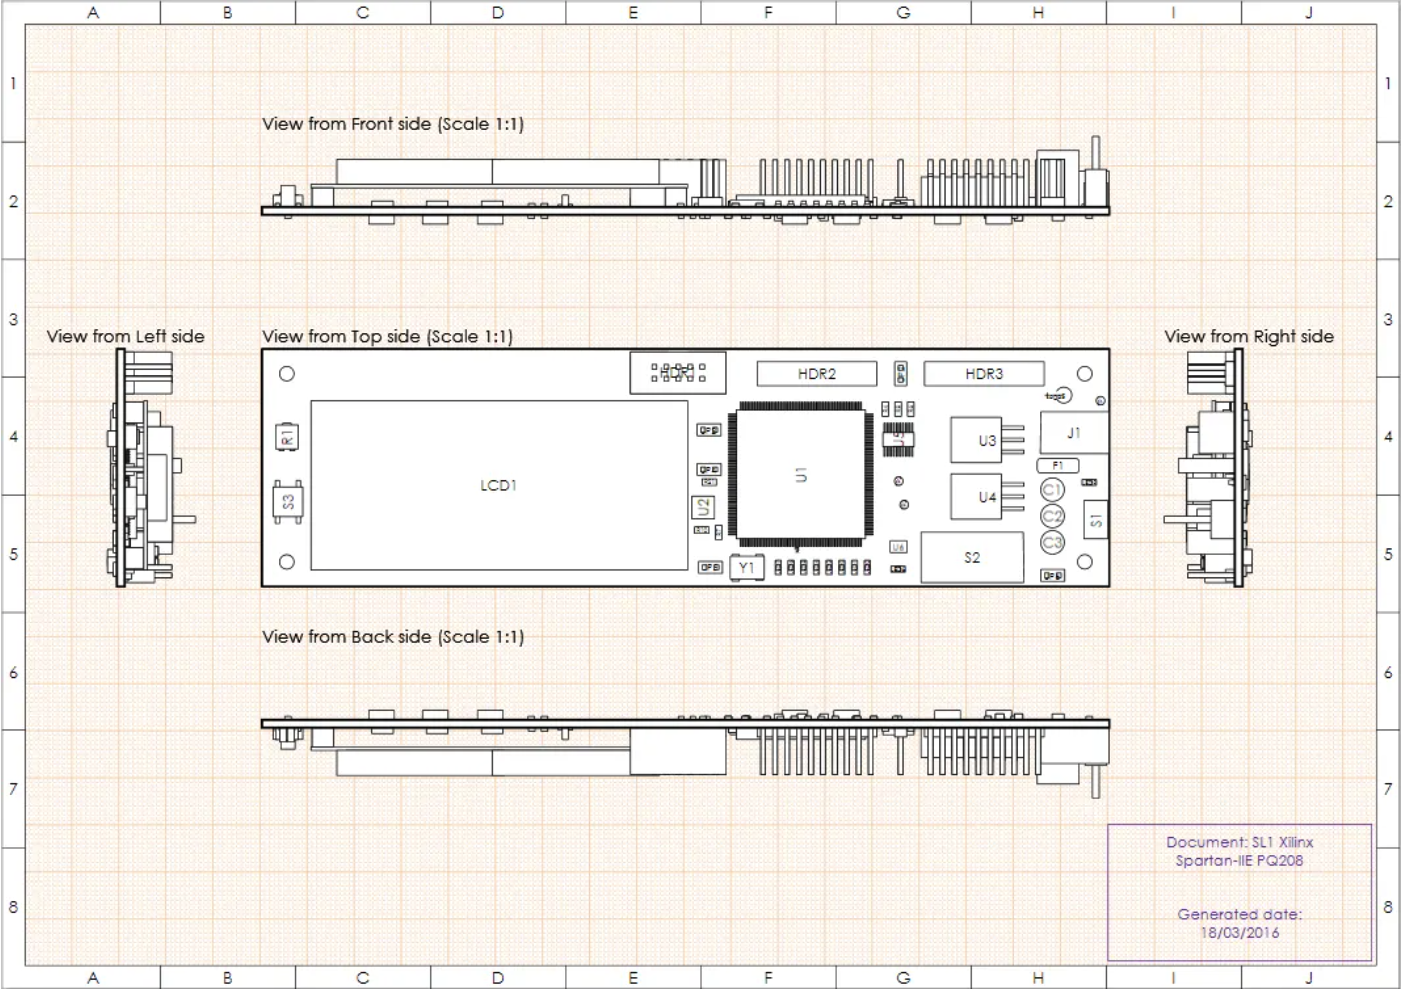 A B C D E F G H I J
1 1
View from Front side (Scale 1:1)
2 2
3 3
View from Left side
View from Top side (Scale 1:1)
View from Right side
HDR1
HDR2
HDR3
R1
4 4
J1
U5
U3
F1
LCD1
U1
U4
C1
U2
S3
C2
S1
C3
U6
5 5
S2
Y1
View from Back side (Scale 1:1)
6 6
7 7
Document: SL1 Xilinx
Spartan-IIE PQ208
8 8
Generated date:
18/03/2016
A B C D E F G H I J